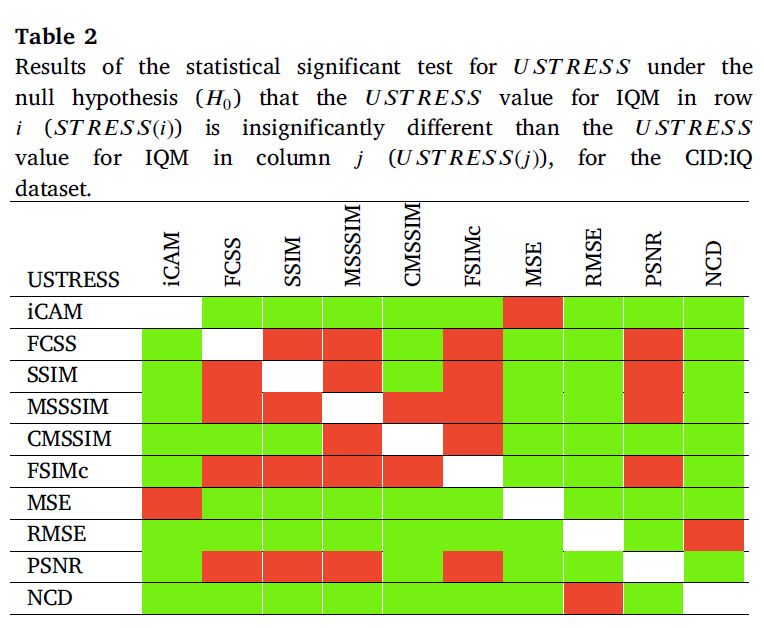 Table 2
Results of the statistical significant test for USTRESS under the
null hypothesis (H₀) that the USTRESS value for IQM in row
i (STRESS(i)) is insignificantly different than the USTRESS
value for IQM in column j (USTRESS(j)), for the CID:IQ
dataset.
USTRESS iCAM FCSS SSIM MSSSIM CMSSIM FSIMc MSE RMSE PSNR NCD
iCAM
FCSS
SSIM
MSSSIM
CMSSIM
FSIMc
MSE
RMSE
PSNR
NCD